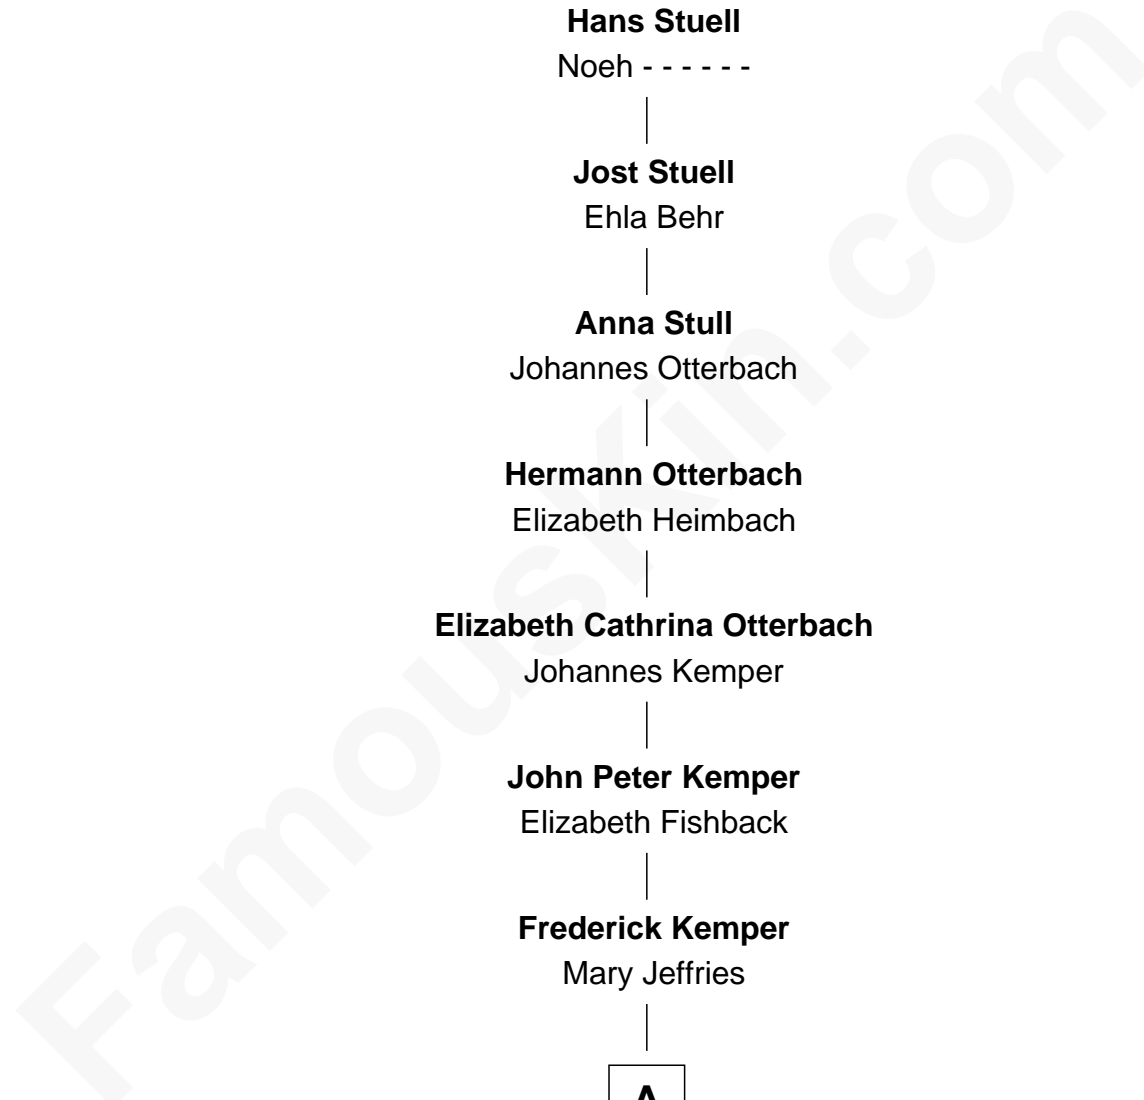 Hans Stuell
Noeh - - - - - -
Jost Stuell
Ehla Behr
Anna Stull
Johannes Otterbach
Hermann Otterbach
Elizabeth Heimbach
Elizabeth Cathrina Otterbach
Johannes Kemper
John Peter Kemper
Elizabeth Fishback
Frederick Kemper
Mary Jeffries
A
FamousKin.com